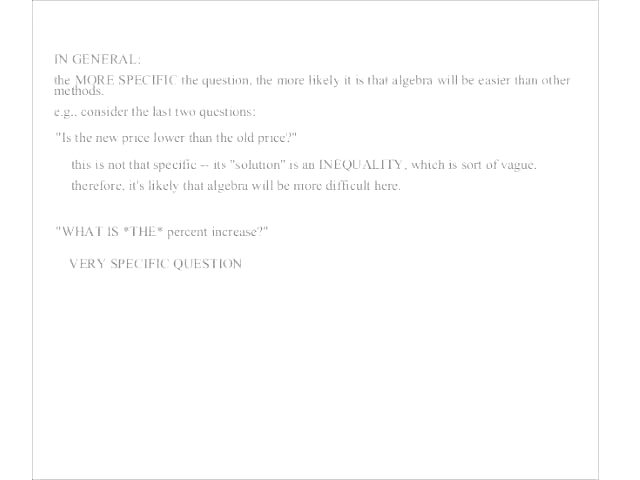 IN GENERAL:
the MORE SPECIFIC the question, the more likely it is that algebra will be easier than other
methods.
e.g., consider the last two questions:
"Is the new price lower than the old price?"
this is not that specific -- its "solution" is an INEQUALITY, which is sort of vague.
therefore, it's likely that algebra will be more difficult here.
"WHAT IS *THE* percent increase?"
VERY SPECIFIC QUESTION